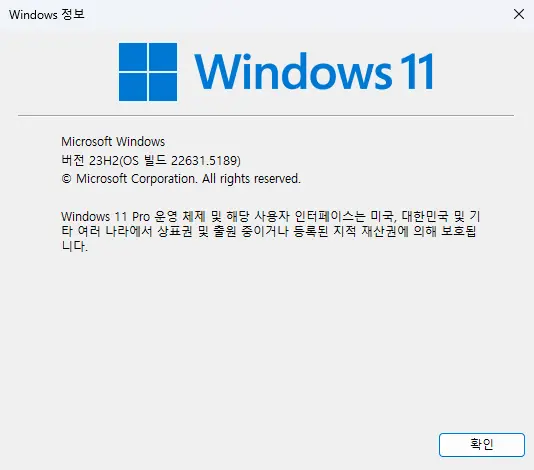 Windows 정보
Windows 11
Microsoft Windows
버전 23H2(OS 빌드 22631.5189)
© Microsoft Corporation. All rights reserved.
Windows 11 Pro 운영 체제 및 해당 사용자 인터페이스는 미국, 대한민국 및 기
타 여러 나라에서 상표권 및 출원 중이거나 등록된 지적 재산권에 의해 보호됩
니다.
확인